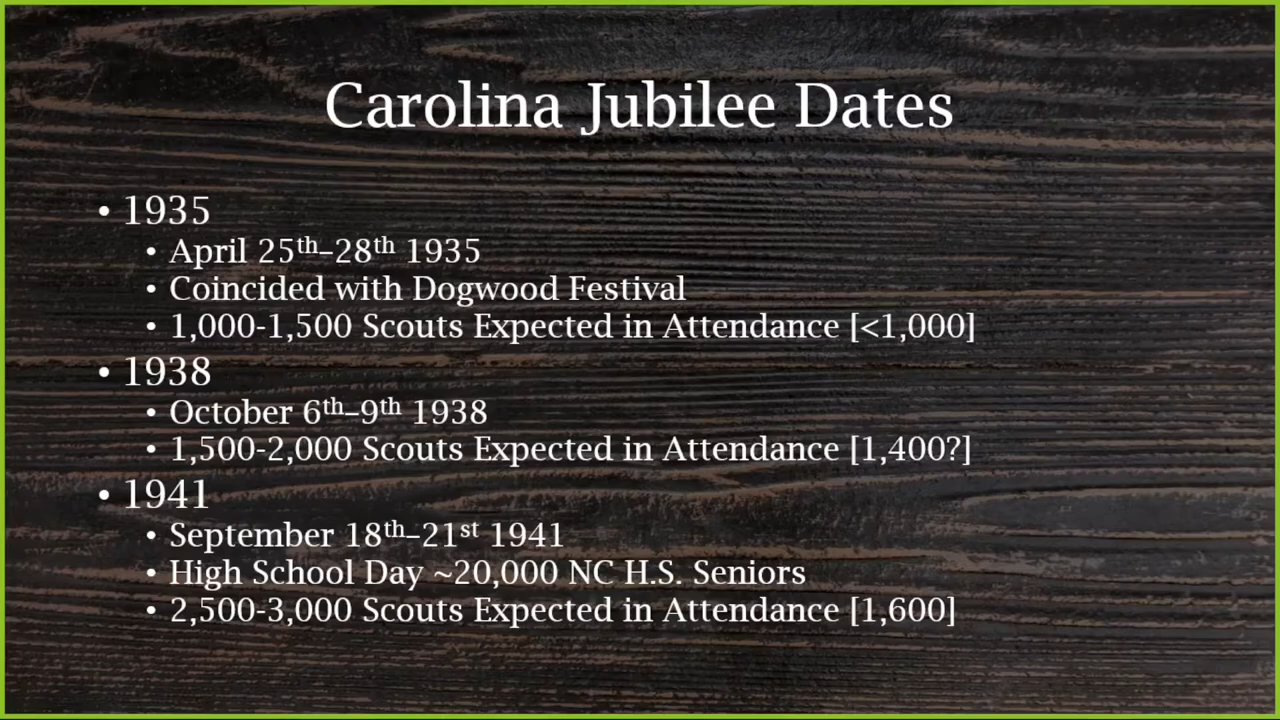 Carolina Jubilee Dates
• 1935
• April 25th–28th 1935
• Coincided with Dogwood Festival
• 1,000-1,500 Scouts Expected in Attendance [<1,000]
• 1938
• October 6th–9th 1938
• 1,500-2,000 Scouts Expected in Attendance [1,400?]
• 1941
• September 18th–21st 1941
• High School Day ~20,000 NC H.S. Seniors
• 2,500-3,000 Scouts Expected in Attendance [1,600]